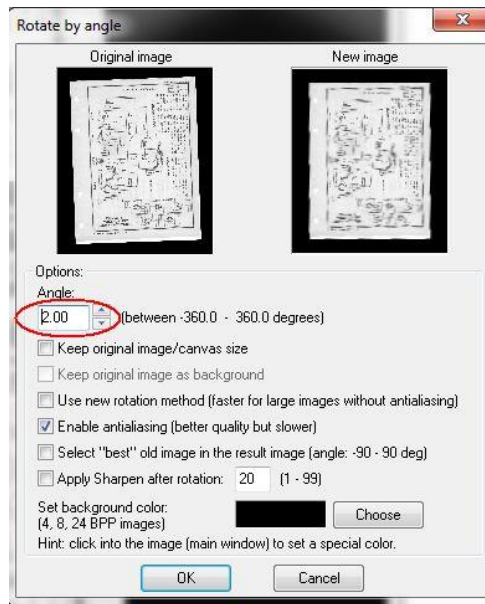 Rotate by angle
Original image
New image
Options:
Angle:
2.00
(between -360.0 - 360.0 degrees)
Keep original image/canvas size
Keep original image as background
Use new rotation method (faster for large images without antialiasing)
Enable antialiasing (better quality but slower)
Select "best" old image in the result image (angle: -90 - 90 deg)
Apply Sharpen after rotation: 20 (1 - 99)
Set background color:
(4, 8, 24 BPP images)
Choose
Hint: click into the image (main window) to set a special color.
OK
Cancel